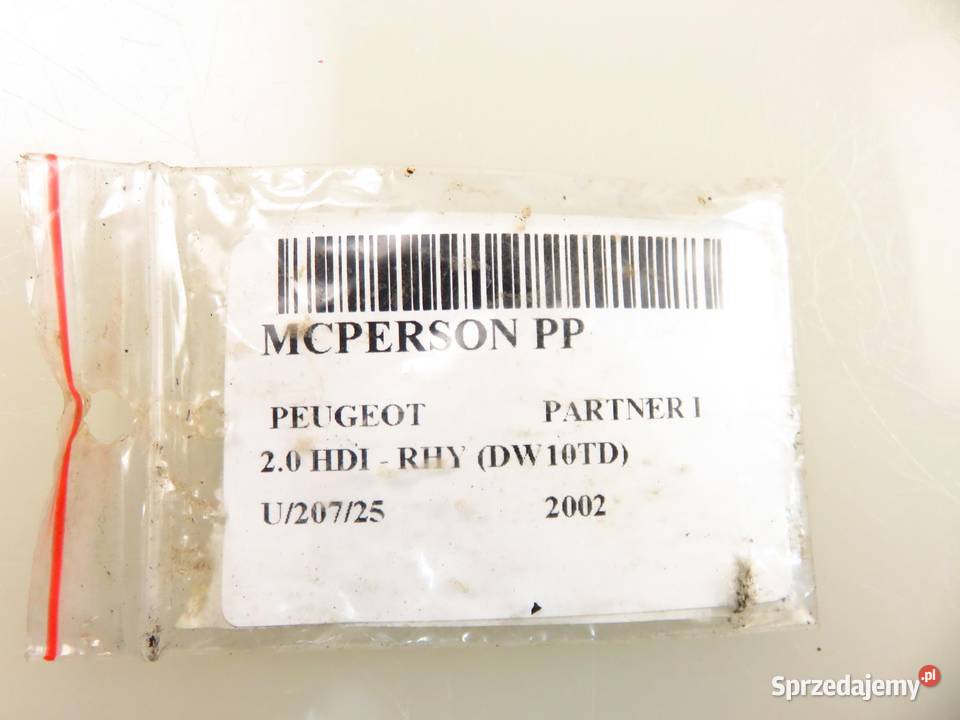 MCPERSON PP
PEUGEOT PARTNER I
2.0 HDI - RHY (DW10TD)
U/207/25 2002
Sprzedajemy.pl